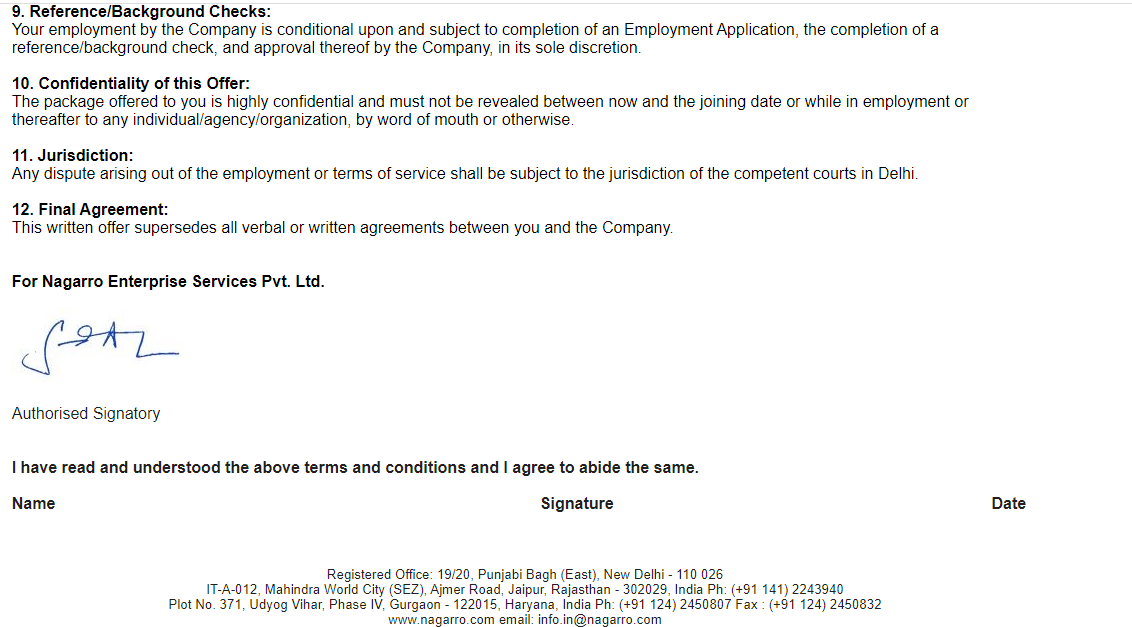 9. Reference/Background Checks:
Your employment by the Company is conditional upon and subject to completion of an Employment Application, the completion of a
reference/background check, and approval thereof by the Company, in its sole discretion.
10. Confidentiality of this Offer:
The package offered to you is highly confidential and must not be revealed between now and the joining date or while in employment or
thereafter to any individual/agency/organization, by word of mouth or otherwise.
11. Jurisdiction:
Any dispute arising out of the employment or terms of service shall be subject to the jurisdiction of the competent courts in Delhi.
12. Final Agreement:
This written offer supersedes all verbal or written agreements between you and the Company.
For Nagarro Enterprise Services Pvt. Ltd.
Authorised Signatory
I have read and understood the above terms and conditions and I agree to abide the same.
Name Signature Date
Registered Office: 19/20, Punjabi Bagh (East), New Delhi - 110 026
IT-A-012, Mahindra World City (SEZ), Ajmer Road, Jaipur, Rajasthan - 302029, India Ph: (+91 141) 2243940
Plot No. 371, Udyog Vihar, Phase IV, Gurgaon - 122015, Haryana, India Ph: (+91 124) 2450807 Fax : (+91 124) 2450832
www.nagarro.com email: info.in@nagarro.com